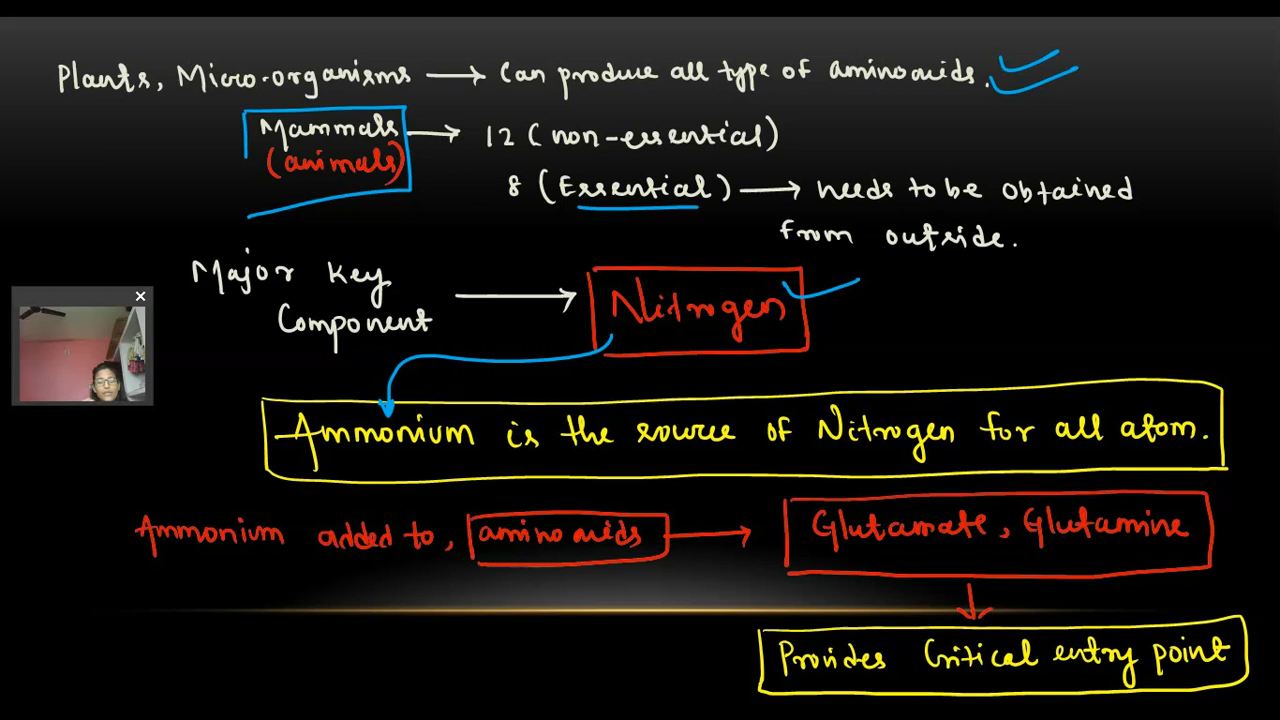 Plants, Micro-organisms → Can produce all type of aminoacids.
Mammals → 12 (non-essential)
(animals)
8 (Essential) → needs to be obtained
from outside.
Major key
Component → Nitrogen
Ammonium is the source of Nitrogen for all atom.
Ammonium added to, amino acids → Glutamate, Glutamine
Provides Critical entry point